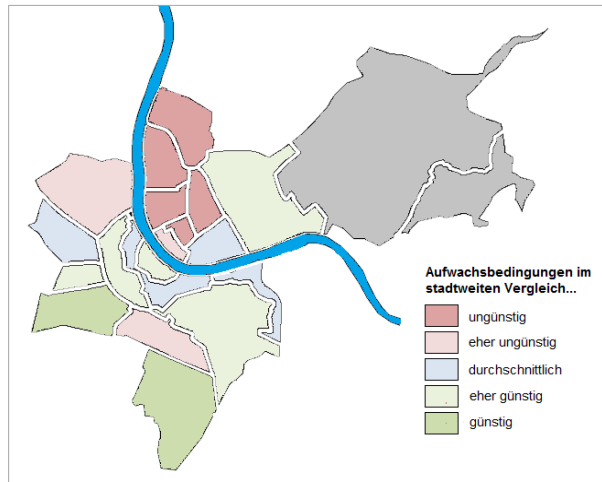 Aufwachsbedingungen im
stadtweiten Vergleich...
ungünstig
eher ungünstig
durchschnittlich
eher günstig
günstig